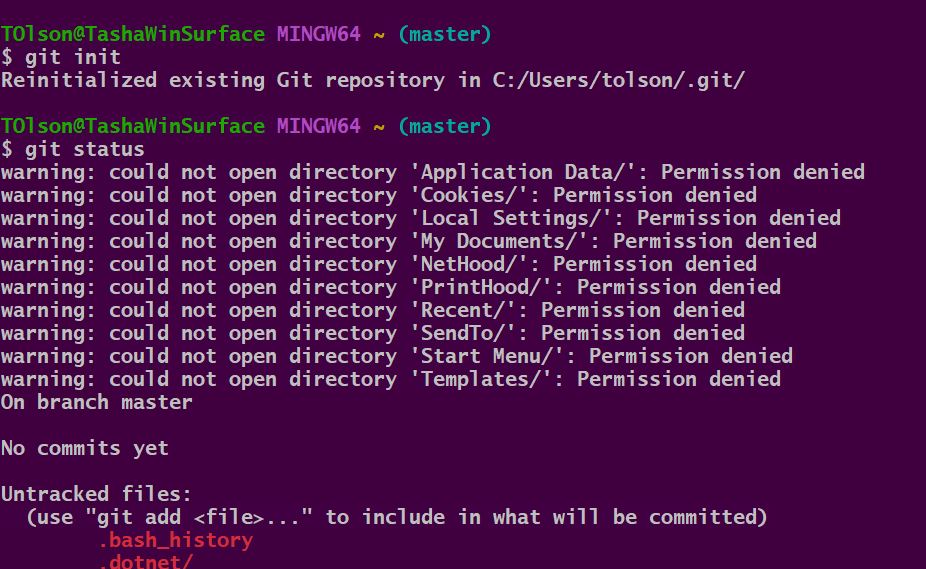 TOlson@TashaWinSurface MINGW64 ~ (master)
$ git init
Reinitialized existing Git repository in C:/Users/tolson/.git/
TOlson@TashaWinSurface MINGW64 ~ (master)
$ git status
warning: could not open directory 'Application Data/': Permission denied
warning: could not open directory 'Cookies/': Permission denied
warning: could not open directory 'Local Settings/': Permission denied
warning: could not open directory 'My Documents/': Permission denied
warning: could not open directory 'NetHood/': Permission denied
warning: could not open directory 'PrintHood/': Permission denied
warning: could not open directory 'Recent/': Permission denied
warning: could not open directory 'SendTo/': Permission denied
warning: could not open directory 'Start Menu/': Permission denied
warning: could not open directory 'Templates/': Permission denied
On branch master
No commits yet
Untracked files:
(use "git add <file>..." to include in what will be committed)
.bash_history
.dotnet/